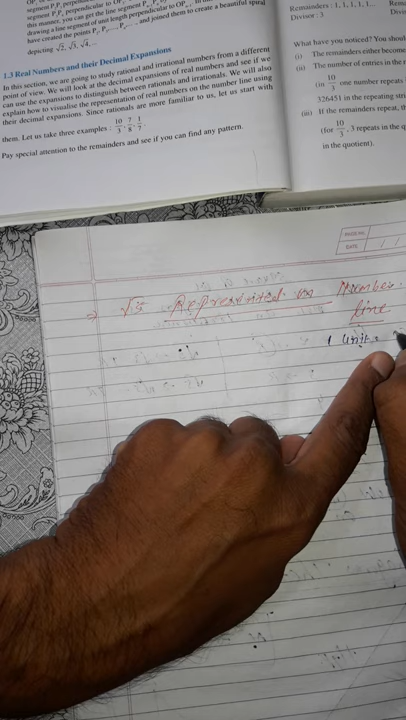 segment P₂P₃ perpendicular to OP₂
this manner, you can get the line segment
drawing a line segment of unit length perpendicular to OP
have created the points P₂, P₃,...., Pₙ,... ., and joined them to create a beautiful spiral
depicting √2, √3, √4, ...
1.3 Real Numbers and their Decimal Expansions
In this section, we are going to study rational and irrational numbers from a different
point of view. We will look at the decimal expansions of real numbers and see if we
can use the expansions to distinguish between rationals and irrationals. We will also
explain how to visualise the representation of real numbers on the number line using
their decimal expansions. Since rationals are more familiar to us, let us start with
them. Let us take three examples : 10/3, 7/8, 1/7.
Pay special attention to the remainders and see if you can find any pattern.
Remainders : 1, 1, 1, 1, 1...
Divisor : 3
What have you noticed? You shou
(i) The remainders either become
(ii) The number of entries in the r
(in 10/3 one number repeats
326451 in the repeating stri
(iii) If the remainders repeat, th
(for 10/3, 3 repeats in the q
in the quotient).
PAGE NO.
DATE
⇒ √5 Represented on Number
line
1 unit =